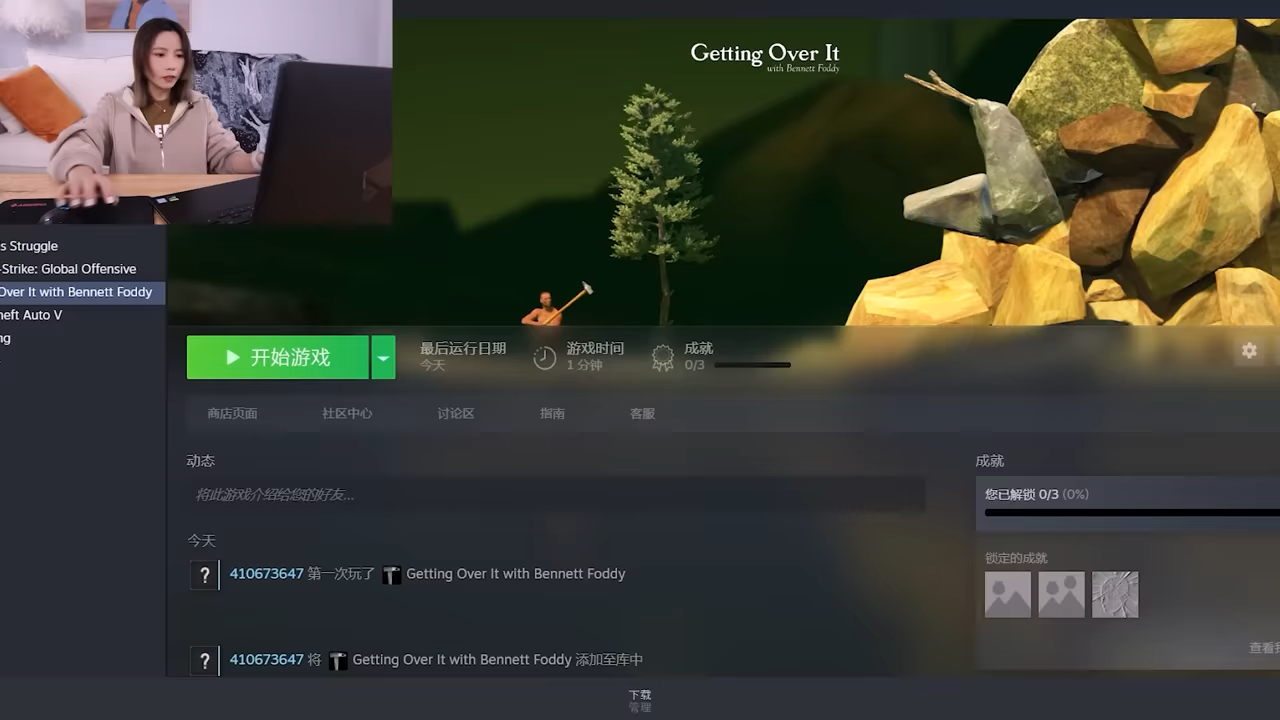 Getting Over It
with Bennett Foddy
s Struggle
-Strike: Global Offensive
Over It with Bennett Foddy
heft Auto V
ng
开始游戏
最后运行日期
今天
游戏时间
1 分钟
成就
0/3
商店页面
社区中心
讨论区
指南
客服
动态
将此游戏介绍给您的好友...
今天
? 410673647 第一次玩了 Getting Over It with Bennett Foddy
? 410673647 将 Getting Over It with Bennett Foddy 添加至库中
成就
您已解锁 0/3 (0%)
锁定的成就
查看
下载
管理